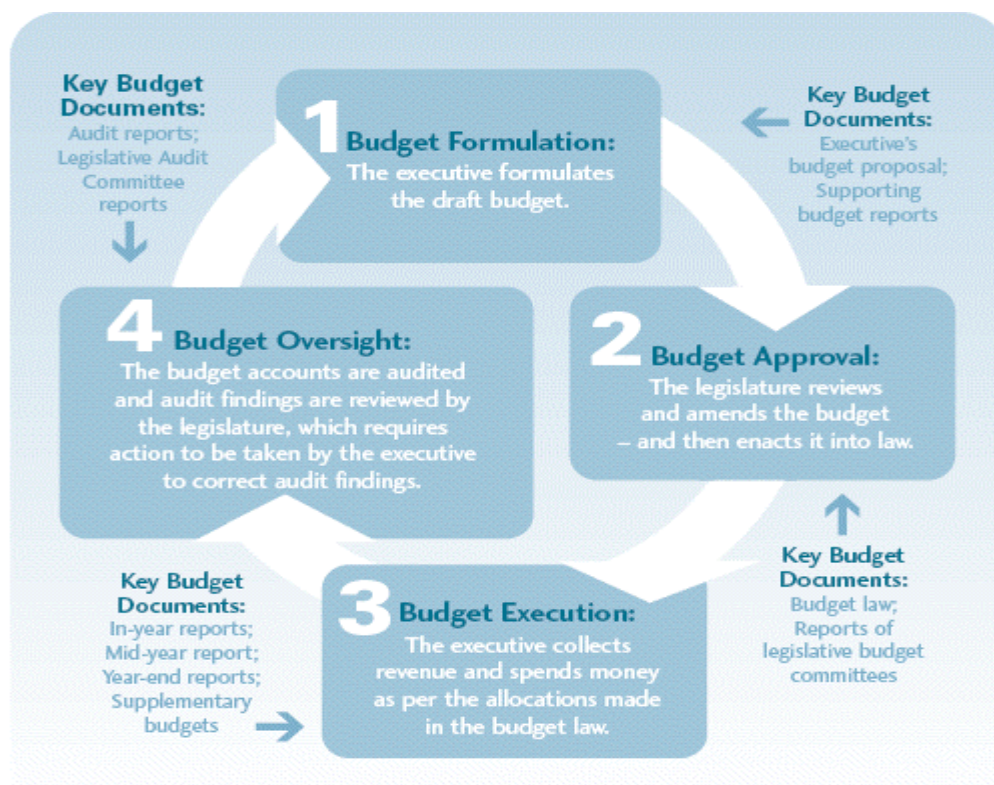 Key Budget
Documents:
Audit reports;
Legislative Audit
Committee
reports
1 Budget Formulation:
The executive formulates
the draft budget.
Key Budget
Documents:
Executive's
budget proposal;
Supporting
budget reports
2 Budget Approval:
The legislature reviews
and amends the budget
– and then enacts it into law.
Key Budget
Documents:
Budget law;
Reports of
legislative budget
committees
3 Budget Execution:
The executive collects
revenue and spends money
as per the allocations made
in the budget law.
Key Budget
Documents:
In-year reports;
Mid-year report;
Year-end reports;
Supplementary
budgets
4 Budget Oversight:
The budget accounts are audited
and audit findings are reviewed by
the legislature, which requires
action to be taken by the executive
to correct audit findings.